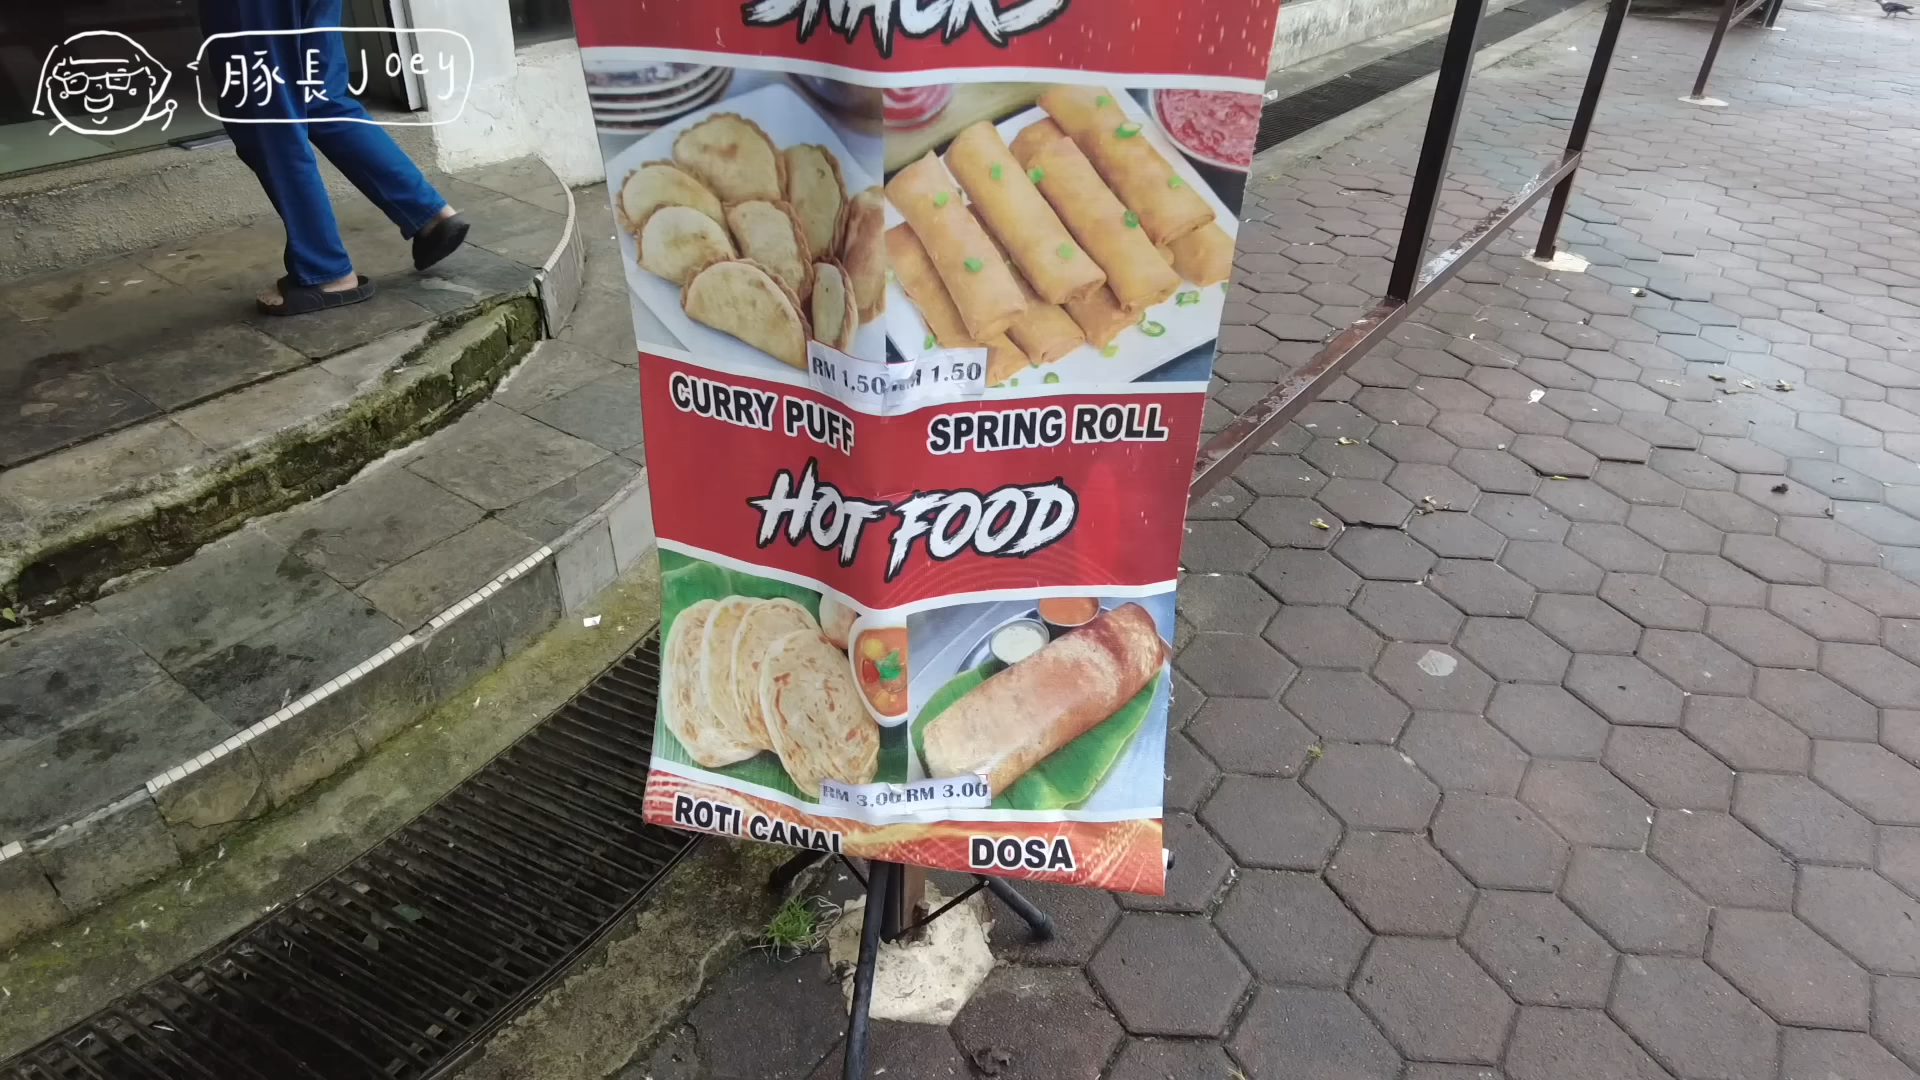 豚長Joey
SNACKS
RM 1.50
RM 1.50
CURRY PUFF
SPRING ROLL
HOT FOOD
RM 3.00
RM 3.00
ROTI CANAI
DOSA